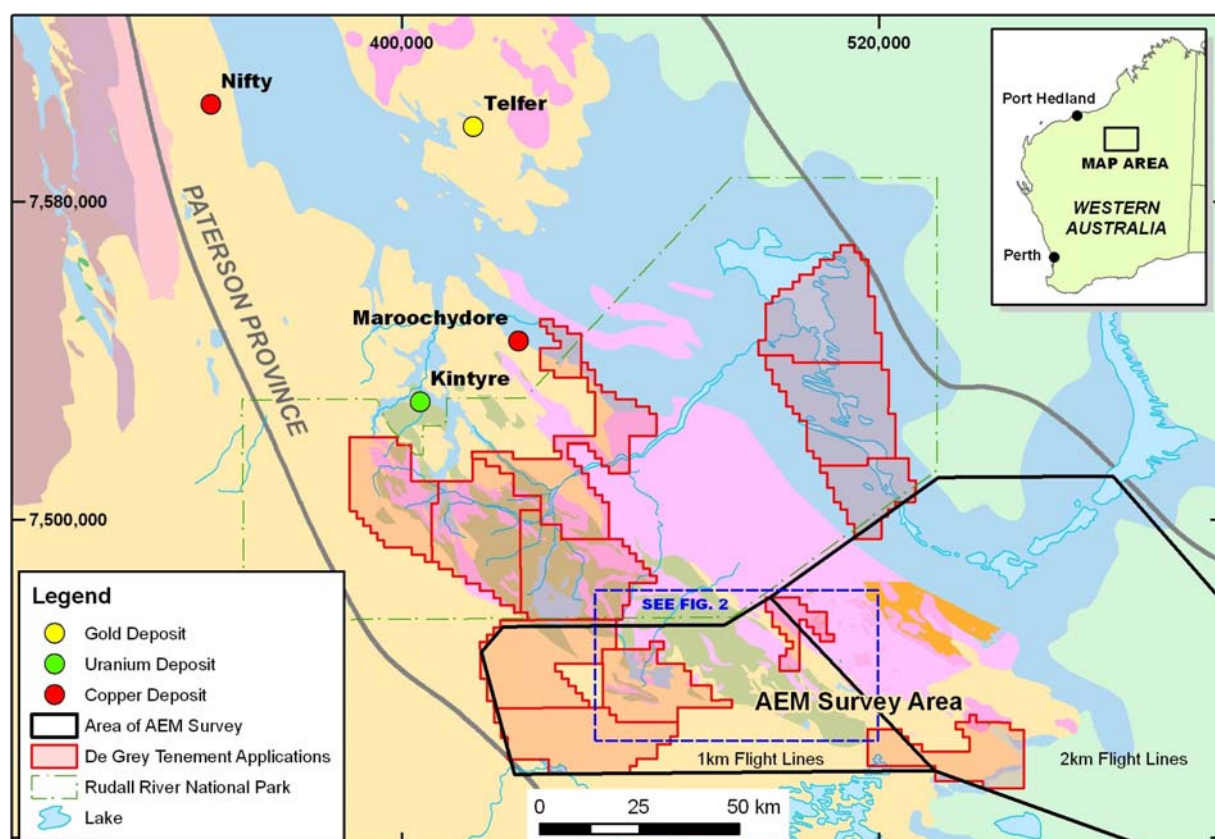 400,000
520,000
Nifty
Telfer
Port Hedland
MAP AREA
WESTERN
AUSTRALIA
Perth
7,580,000
PATERSON PROVINCE
Maroochydore
Kintyre
7,500,000
SEE FIG. 2
AEM Survey Area
1km Flight Lines
2km Flight Lines
Legend
Gold Deposit
Uranium Deposit
Copper Deposit
Area of AEM Survey
De Grey Tenement Applications
Rudall River National Park
Lake
0 25 50 km